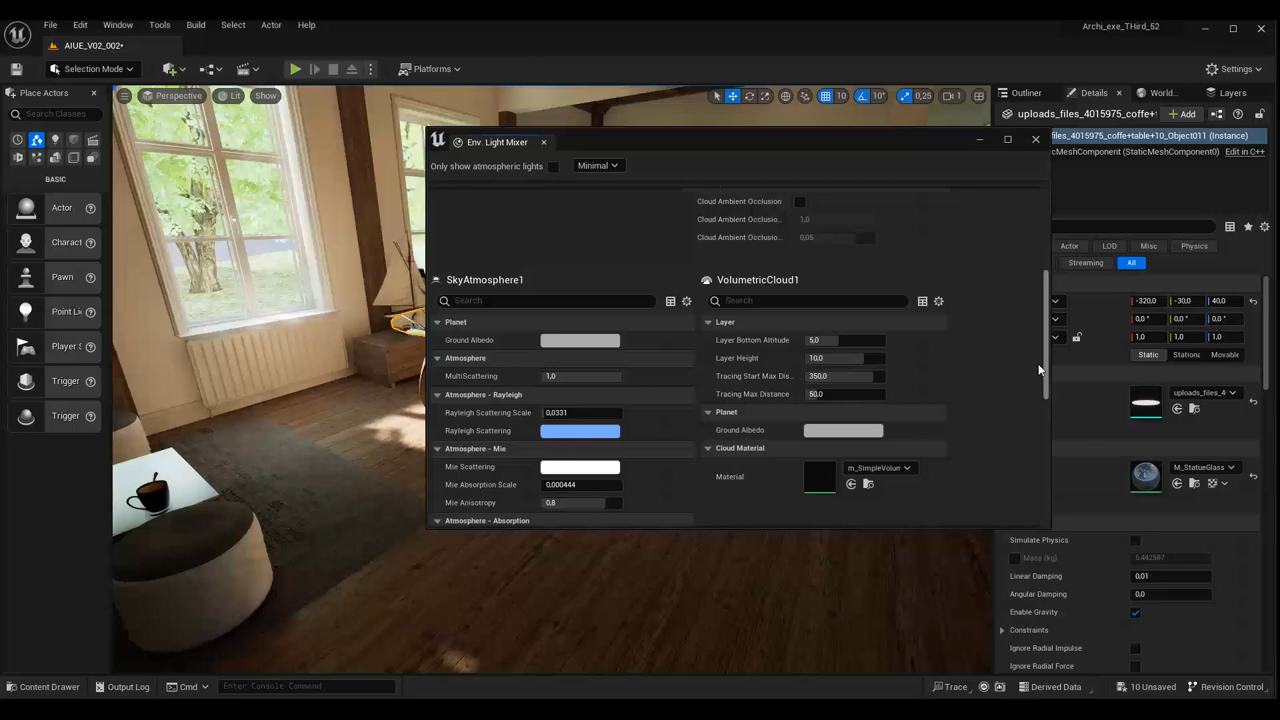 File Edit Window Tools Build Select Actor Help
Archi_exe_THird_52
AIUE_V02_002•
Selection Mode
Platforms
Settings
Place Actors
Perspective Lit Show
10 10° 0,25 1
Outliner Details World... Layers
Search Classes
uploads_files_4015975_coffe+ Add
Env. Light Mixer
files_4015975_coffe+table+10_Object011 (Instance)
StaticMeshComponent (StaticMeshComponent0) Edit in C++
Only show atmospheric lights Minimal
BASIC
Actor
Charact
Pawn
Point Li
Player S
Trigger
Trigger
Cloud Ambient Occlusion
Cloud Ambient Occlusio... 1,0
Cloud Ambient Occlusio... 0,05
SkyAtmosphere1
Search
Planet
Ground Albedo
Atmosphere
MultiScattering 1,0
Atmosphere - Rayleigh
Rayleigh Scattering Scale 0,0331
Rayleigh Scattering
Atmosphere - Mie
Mie Scattering
Mie Absorption Scale 0,000444
Mie Anisotropy 0,8
Atmosphere - Absorption
VolumetricCloud1
Search
Layer
Layer Bottom Altitude 5,0
Layer Height 10,0
Tracing Start Max Dis... 350,0
Tracing Max Distance 50,0
Planet
Ground Albedo
Cloud Material
Material m_SimpleVolun
Actor LOD Misc Physics
Streaming All
-320,0 -30,0 40,0
0,0 ° 0,0 ° 0,0 °
1,0 1,0 1,0
Static Stationa Movable
uploads_files_4
M_StatueGlass
Simulate Physics
Mass (kg) 6,442587
Linear Damping 0,01
Angular Damping 0,0
Enable Gravity
Constraints
Ignore Radial Impulse
Ignore Radial Force
Content Drawer Output Log Cmd Enter Console Command
Trace Derived Data 10 Unsaved Revision Control